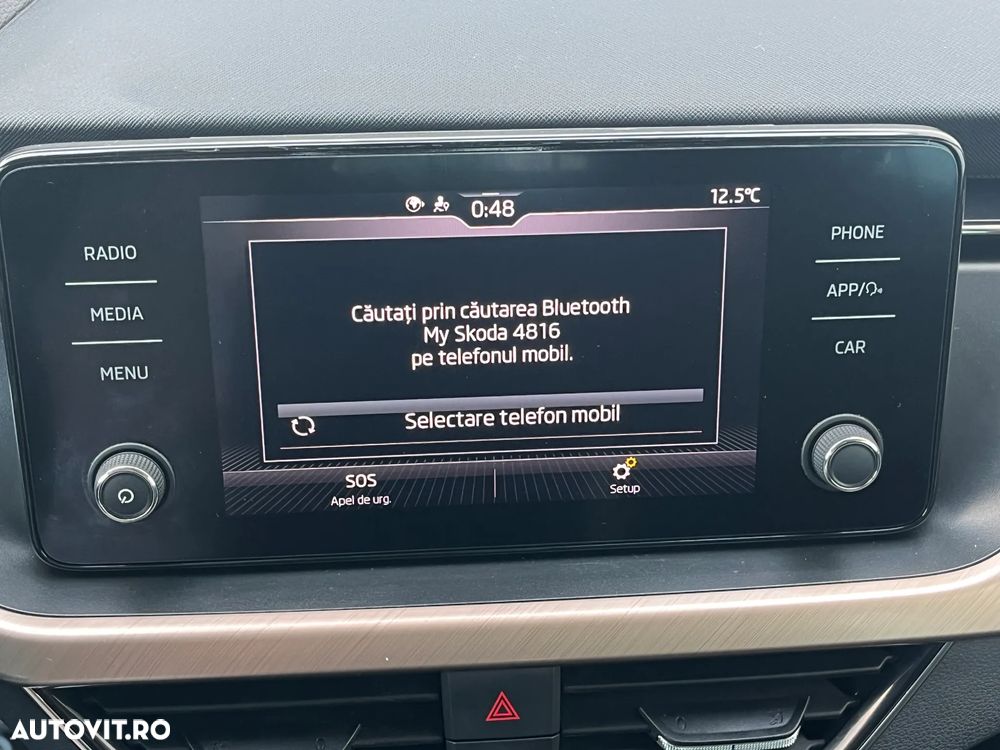 0:48
12.5°C
RADIO
MEDIA
MENU
Căutați prin căutarea Bluetooth
My Skoda 4816
pe telefonul mobil.
Selectare telefon mobil
SOS
Apel de urg.
Setup
PHONE
APP/
CAR
AUTOVIT.RO